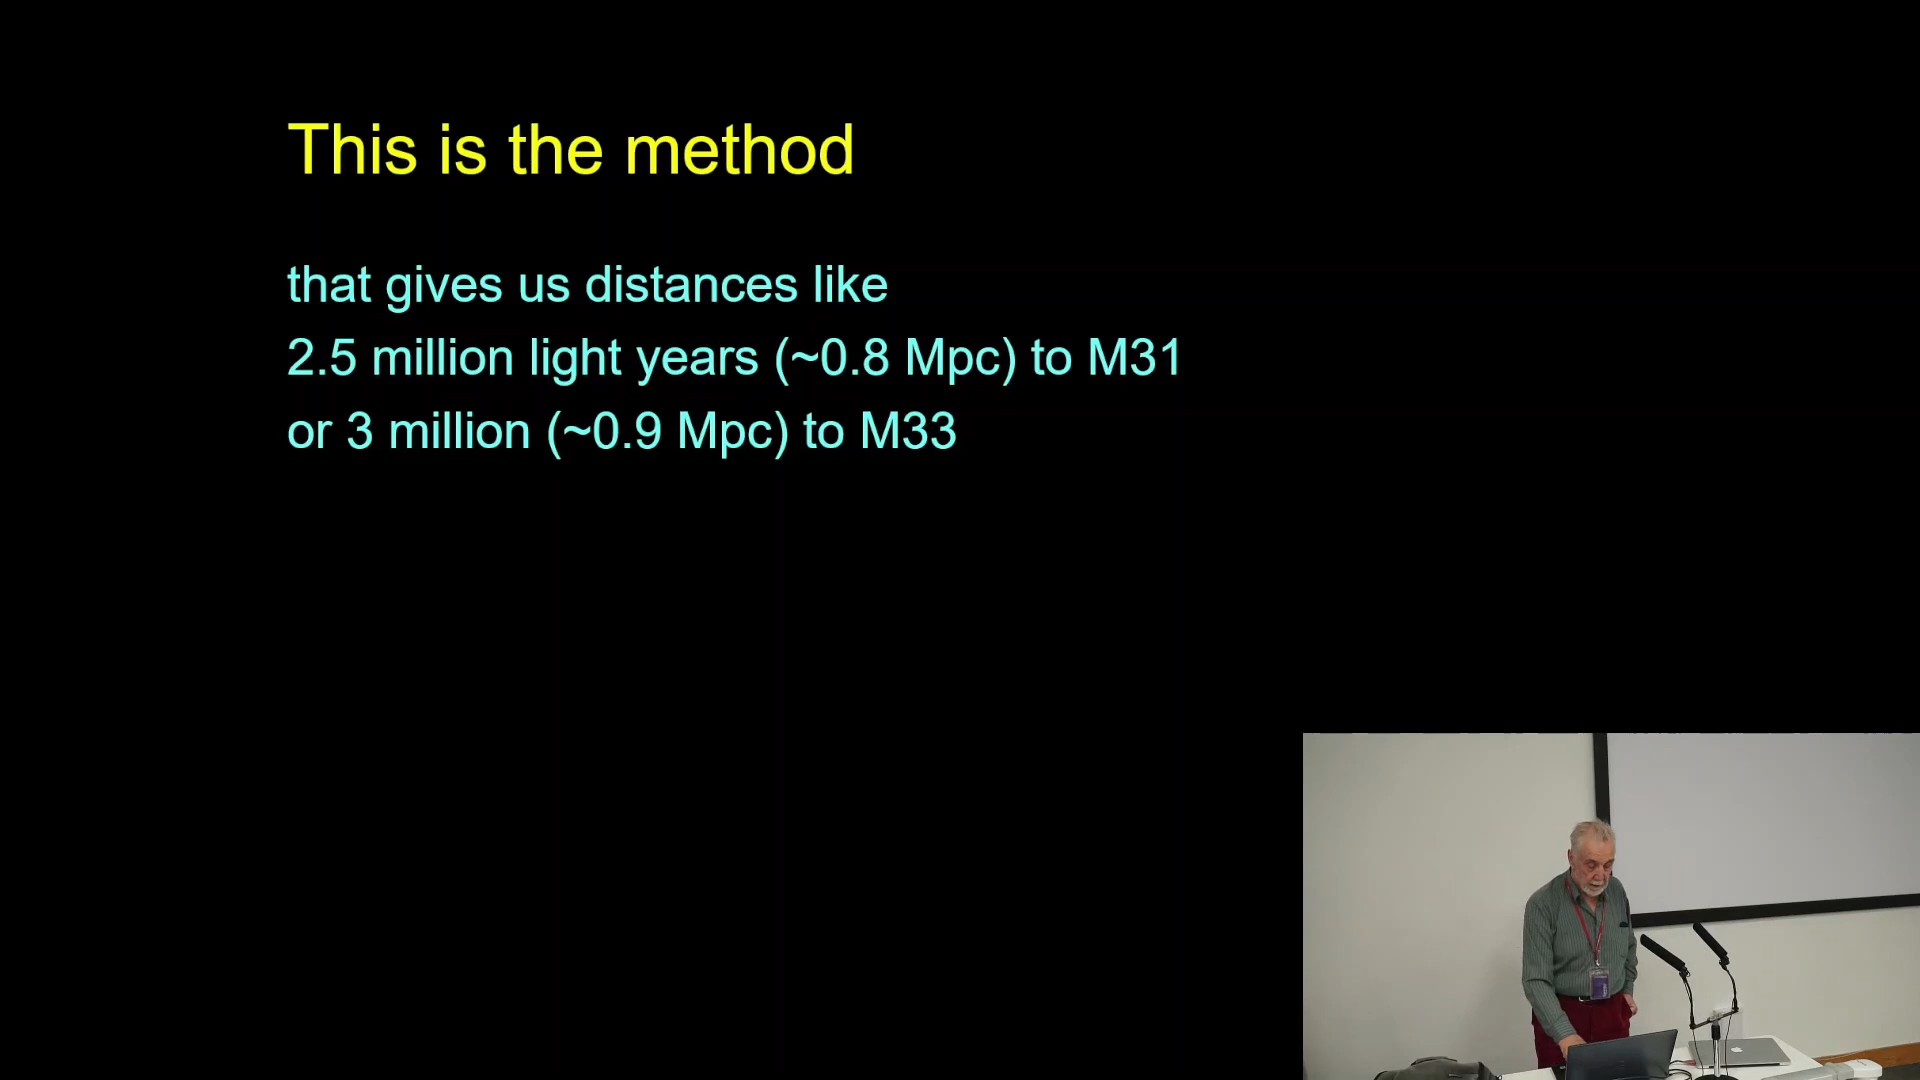 This is the method
that gives us distances like
2.5 million light years (~0.8 Mpc) to M31
or 3 million (~0.9 Mpc) to M33